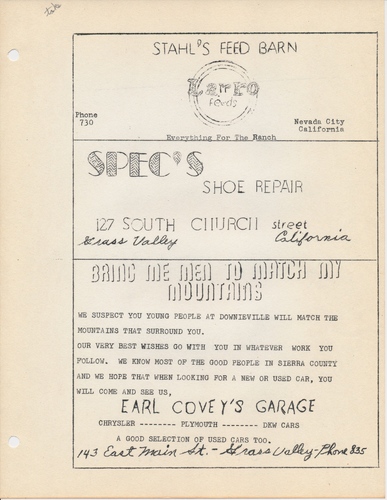 STAHL'S FEED BARN
Larro
feeds
Phone
730
Nevada City
California
Everything For The Ranch
SPEC'S
SHOE REPAIR
127 SOUTH CHURCH street
Grass Valley California
BRING ME MEN TO MATCH MY
MOUNTAINS
WE SUSPECT YOU YOUNG PEOPLE AT DOWNIEVILLE WILL MATCH THE
MOUNTAINS THAT SURROUND YOU.
OUR VERY BEST WISHES GO WITH YOU IN WHATEVER WORK YOU
FOLLOW. WE KNOW MOST OF THE GOOD PEOPLE IN SIERRA COUNTY
AND WE HOPE THAT WHEN LOOKING FOR A NEW OR USED CAR, YOU
WILL COME AND SEE US,
EARL COVEY'S GARAGE
CHRYSLER -------- PLYMOUTH ------- DKW CARS
A GOOD SELECTION OF USED CARS TOO.
143 East Main St. - Grass Valley - Phone 835